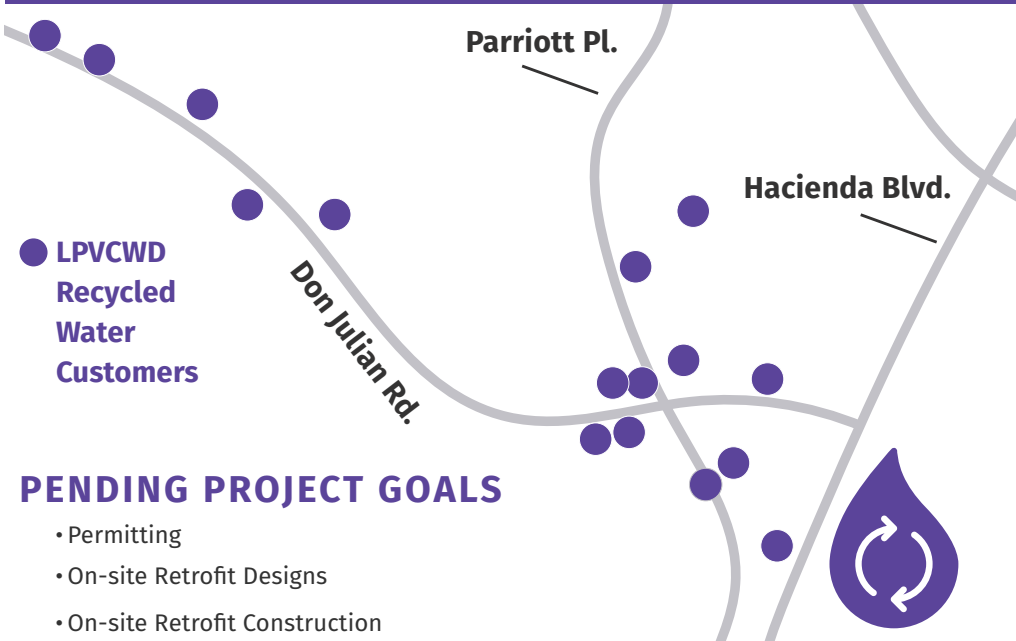 Parriott Pl.
Hacienda Blvd.
LPVCWD
Recycled
Water
Customers
Don Julian Rd.
PENDING PROJECT GOALS
• Permitting
• On-site Retrofit Designs
• On-site Retrofit Construction